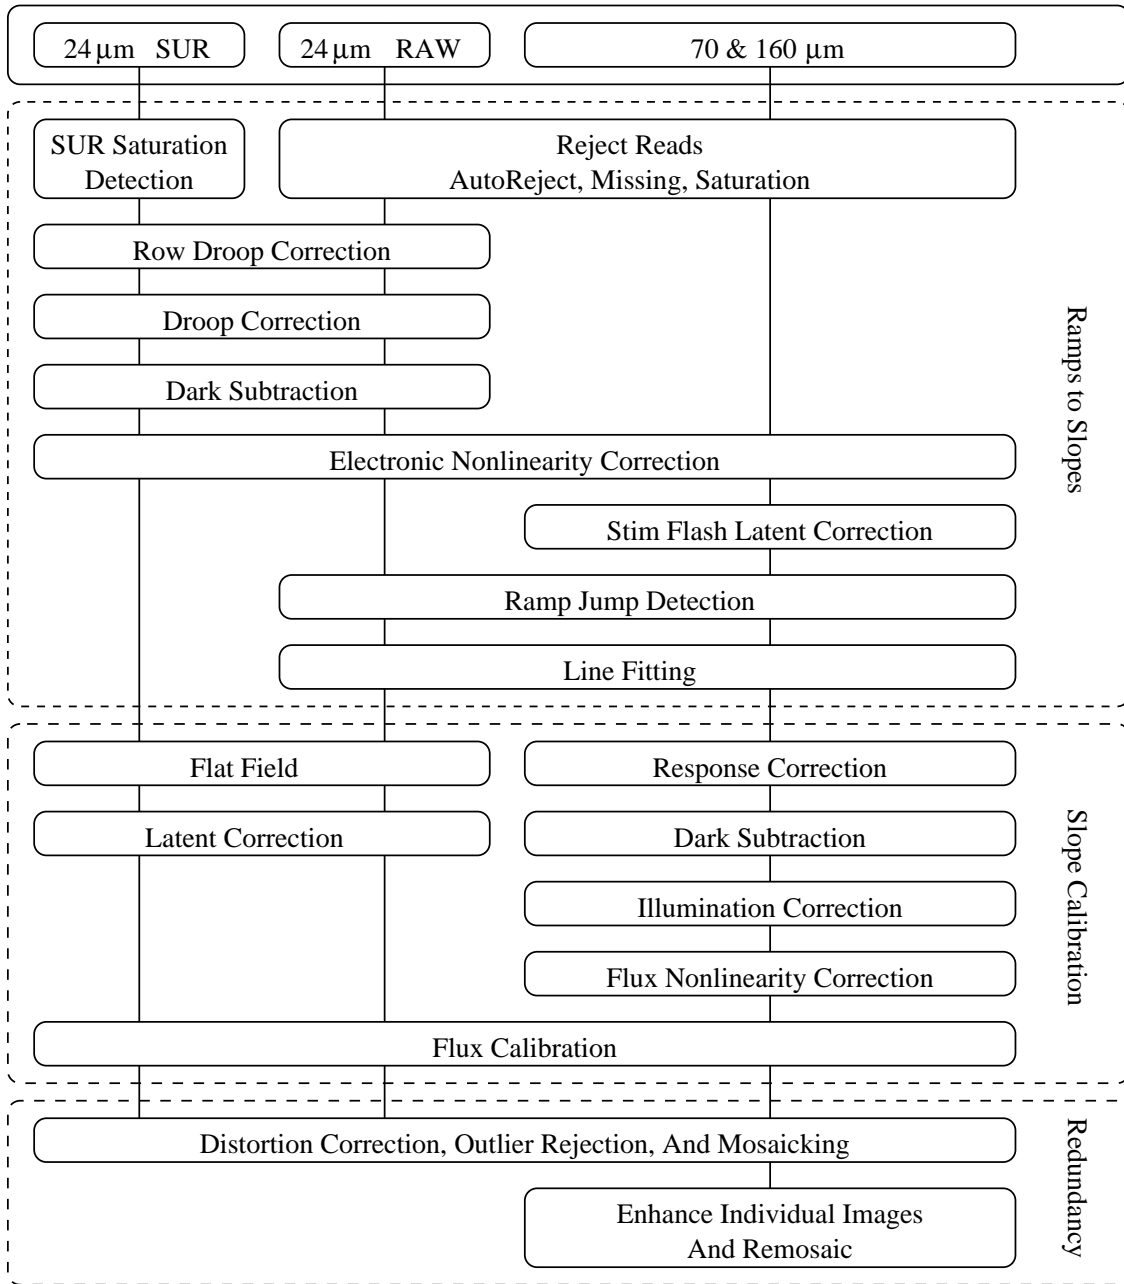 24 µm SUR
24 µm RAW
70 & 160 µm
SUR Saturation
Detection
Reject Reads
AutoReject, Missing, Saturation
Row Droop Correction
Droop Correction
Dark Subtraction
Electronic Nonlinearity Correction
Stim Flash Latent Correction
Ramp Jump Detection
Line Fitting
Ramps to Slopes
Flat Field
Response Correction
Latent Correction
Dark Subtraction
Illumination Correction
Flux Nonlinearity Correction
Flux Calibration
Slope Calibration
Distortion Correction, Outlier Rejection, And Mosaicking
Enhance Individual Images
And Remosaic
Redundancy